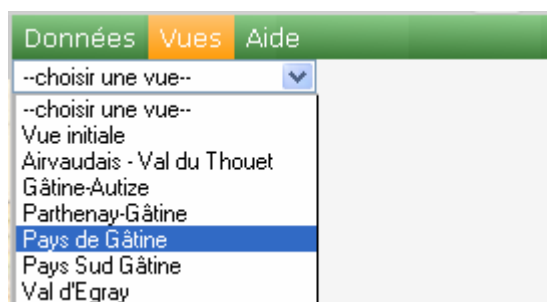 Données Vues Aide
--choisir une vue--
--choisir une vue--
Vue initiale
Airvaudais - Val du Thouet
Gâtine-Autize
Parthenay-Gâtine
Pays de Gâtine
Pays Sud Gâtine
Val d'Egray